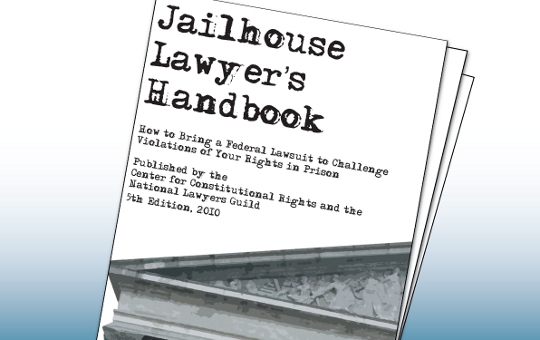 Jailhouse
Lawyer's
Handbook
How to Bring a Federal Lawsuit to Challenge
Violations of Your Rights in Prison
Published by the
Center for Constitutional Rights and the
National Lawyers Guild
5th Edition, 2010